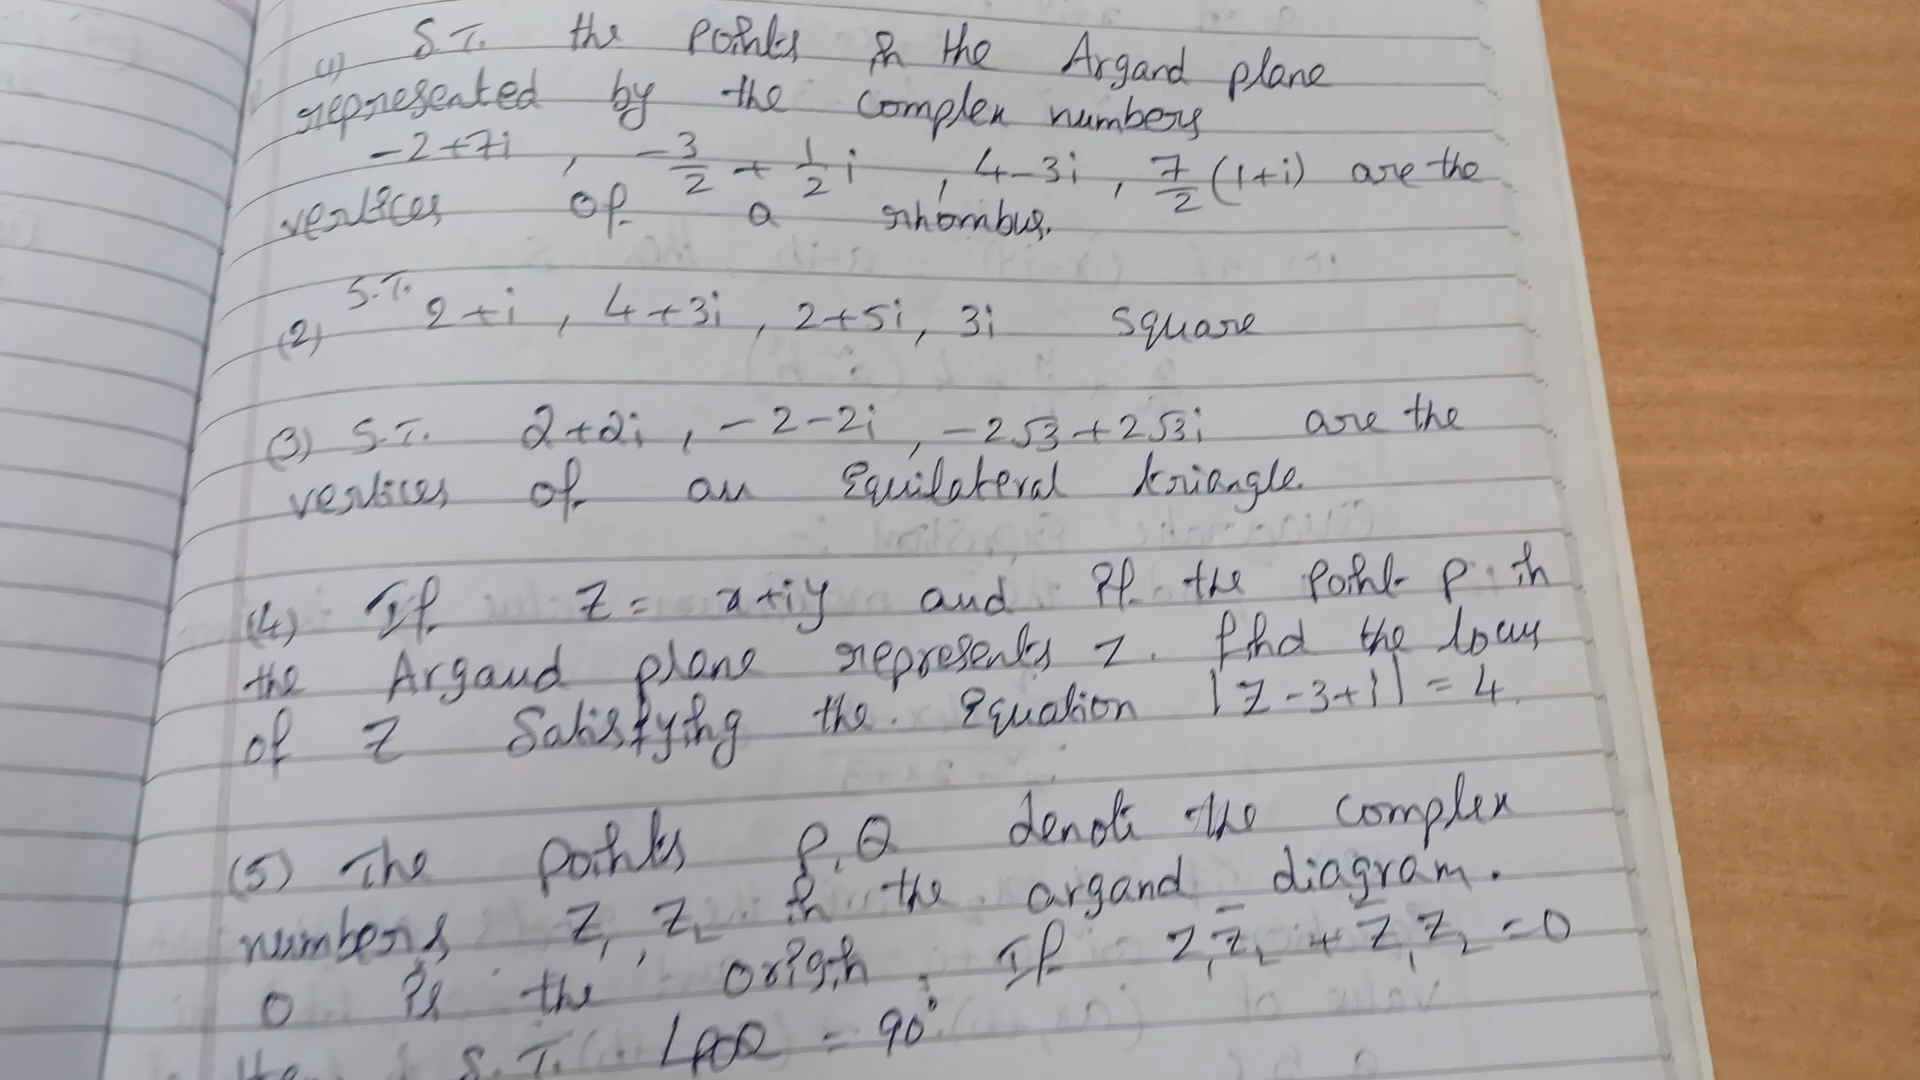 (1) S.T. the points in the Argand plane
represented by the complex numbers
-2+7i , -3/2 + 1/2 i , 4-3i , 7/2 (1+i) are the
vertices of a rhombus.
(2) S.T. 2+i , 4+3i , 2+5i , 3i square
(3) S.T. 2+2i , -2-2i , -2√3+2√3i are the
vertices of an Equilateral triangle.
(4) If z = x+iy and if the point P in
the Argand plane represents z. find the locus
of z Satisfying the Equation |z-3+i| = 4.
(5) The points P, Q denote the complex
numbers z₁, z₂ in the argand diagram.
O is the origin. If z₁z̄₂ + z̄₁z₂ = 0
S.T. ∠POQ = 90°